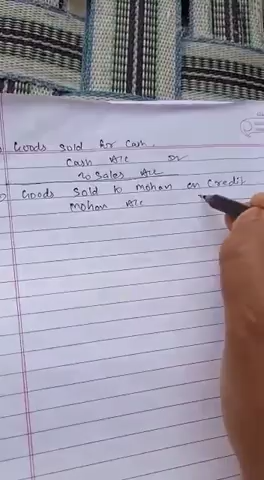 Goods Sold for Cash.
Cash A/c Dr
To Sales A/c
Goods Sold to mohan on Credit
mohan A/c